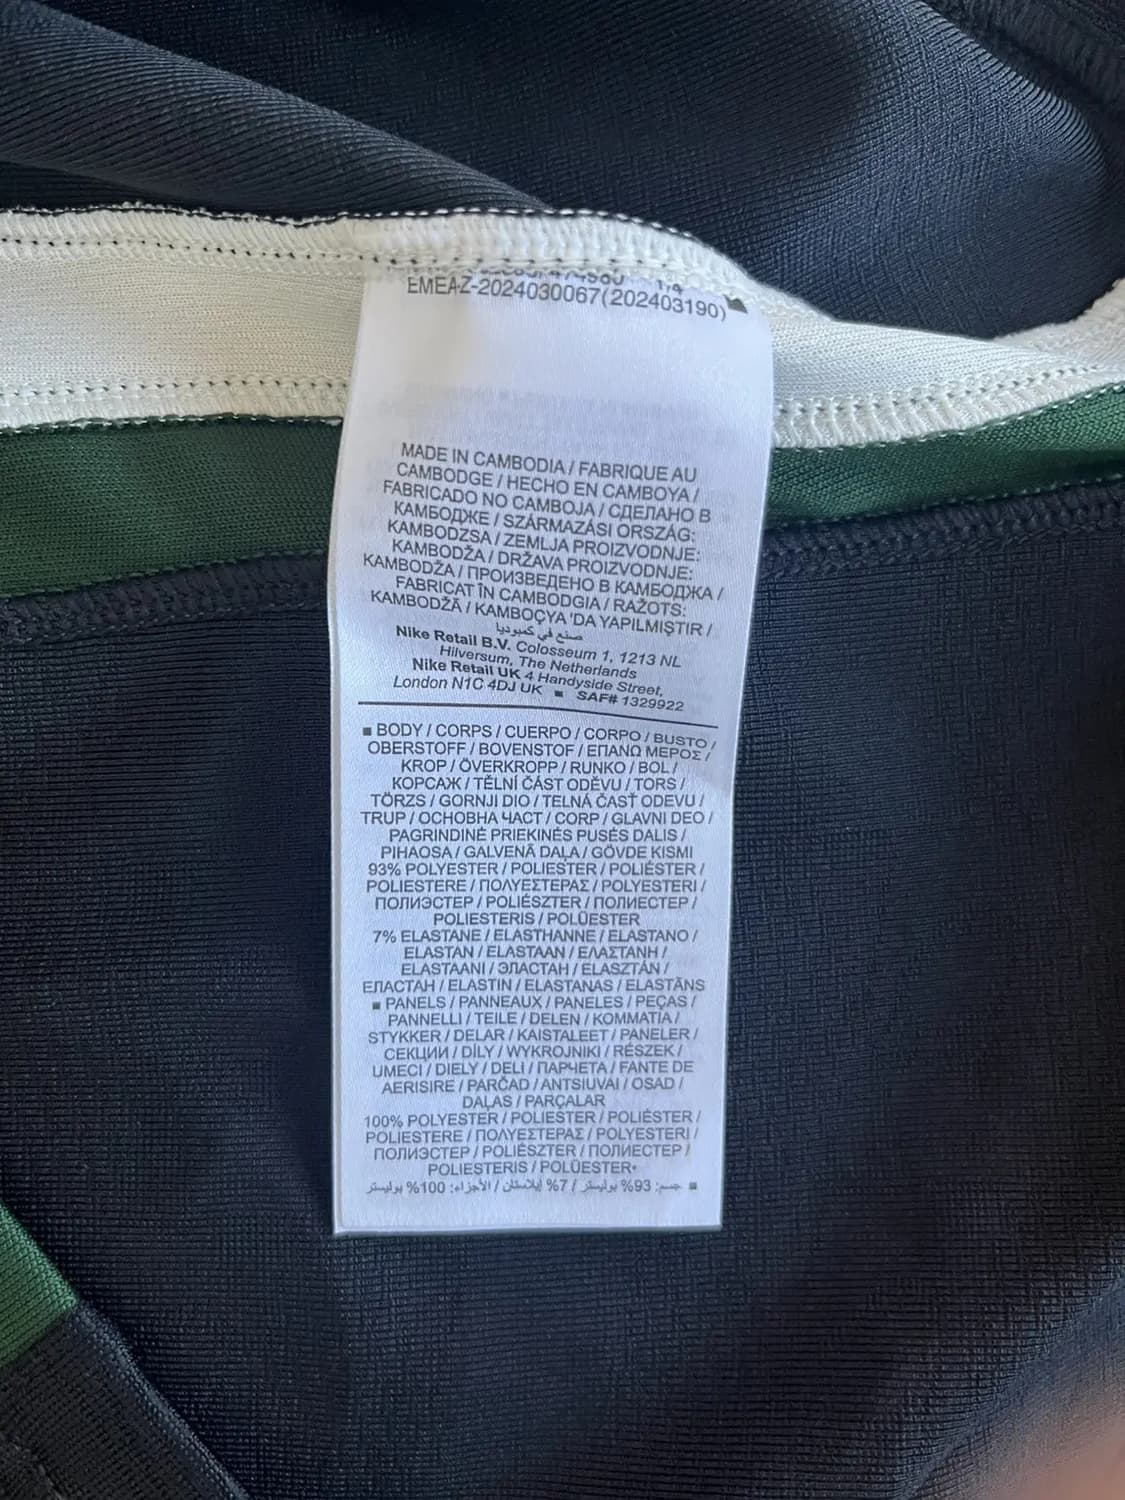 EMEA-Z-2024030067(202403190)
MADE IN CAMBODIA / FABRIQUE AU
CAMBODGE / HECHO EN CAMBOYA /
FABRICADO NO CAMBOJA / СДЕЛАНО В
КАМБОДЖЕ / SZÁRMAZÁSI ORSZÁG:
KAMBODZSA / ZEMLJA PROIZVODNJE:
KAMBODŽA / DRŽAVA PROIZVODNJE:
KAMBODŽA / ПРОИЗВЕДЕНО В КАМБОДЖА /
FABRICAT ÎN CAMBODGIA / RAŽOTS:
KAMBODŽĀ / KAMBOÇYA 'DA YAPILMIŞTIR /
صنع في كمبوديا
Nike Retail B.V. Colosseum 1, 1213 NL
Hilversum, The Netherlands
Nike Retail UK 4 Handyside Street,
London N1C 4DJ UK ▪ SAF# 1329922
▪ BODY / CORPS / CUERPO / CORPO / BUSTO /
OBERSTOFF / BOVENSTOF / ΕΠΑΝΩ ΜΕΡΟΣ /
KROP / ÖVERKROPP / RUNKO / BOL /
КОРСАЖ / TĚLNÍ ČÁST ODĚVU / TORS /
TÖRZS / GORNJI DIO / TELNÁ ČASŤ ODEVU /
TRUP / ОСНОВНА ЧАСТ / CORP / GLAVNI DEO /
PAGRINDINĖ PRIEKINĖS PUSĖS DALIS /
PIHAOSA / GALVENĀ DAĻA / GÖVDE KISMI
93% POLYESTER / POLIESTER / POLIÉSTER /
POLIESTERE / ΠΟΛΥΕΣΤΕΡΑΣ / POLYESTERI /
ПОЛИЭСТЕР / POLIÉSZTER / ПОЛИЕСТЕР /
POLIESTERIS / POLÜESTER
7% ELASTANE / ELASTHANNE / ELASTANO /
ELASTAN / ELASTAAN / ΕΛΑΣΤΑΝΗ /
ELASTAANI / ЭЛАСТАН / ELASZTÁN /
ЕЛАСТАН / ELASTIN / ELASTANAS / ELASTĀNS
▪ PANELS / PANNEAUX / PANELES / PEÇAS /
PANNELLI / TEILE / DELEN / ΚΟΜΜΑΤΙΑ /
STYKKER / DELAR / KAISTALEET / PANELER /
СЕКЦИИ / DÍLY / WYKROJNIKI / RÉSZEK /
UMECI / DIELY / DELI / ПАРЧЕТА / FANTE DE
AERISIRE / PARČAD / ANTSIUVAI / OSAD /
DAĻAS / PARÇALAR
100% POLYESTER / POLIESTER / POLIÉSTER /
POLIESTERE / ΠΟΛΥΕΣΤΕΡΑΣ / POLYESTERI /
ПОЛИЭСТЕР / POLIÉSZTER / ПОЛИЕСТЕР /
POLIESTERIS / POLÜESTER*
▪ جسم: 93% بوليستر / 7% إيلاستان / الأجزاء: 100% بوليستر